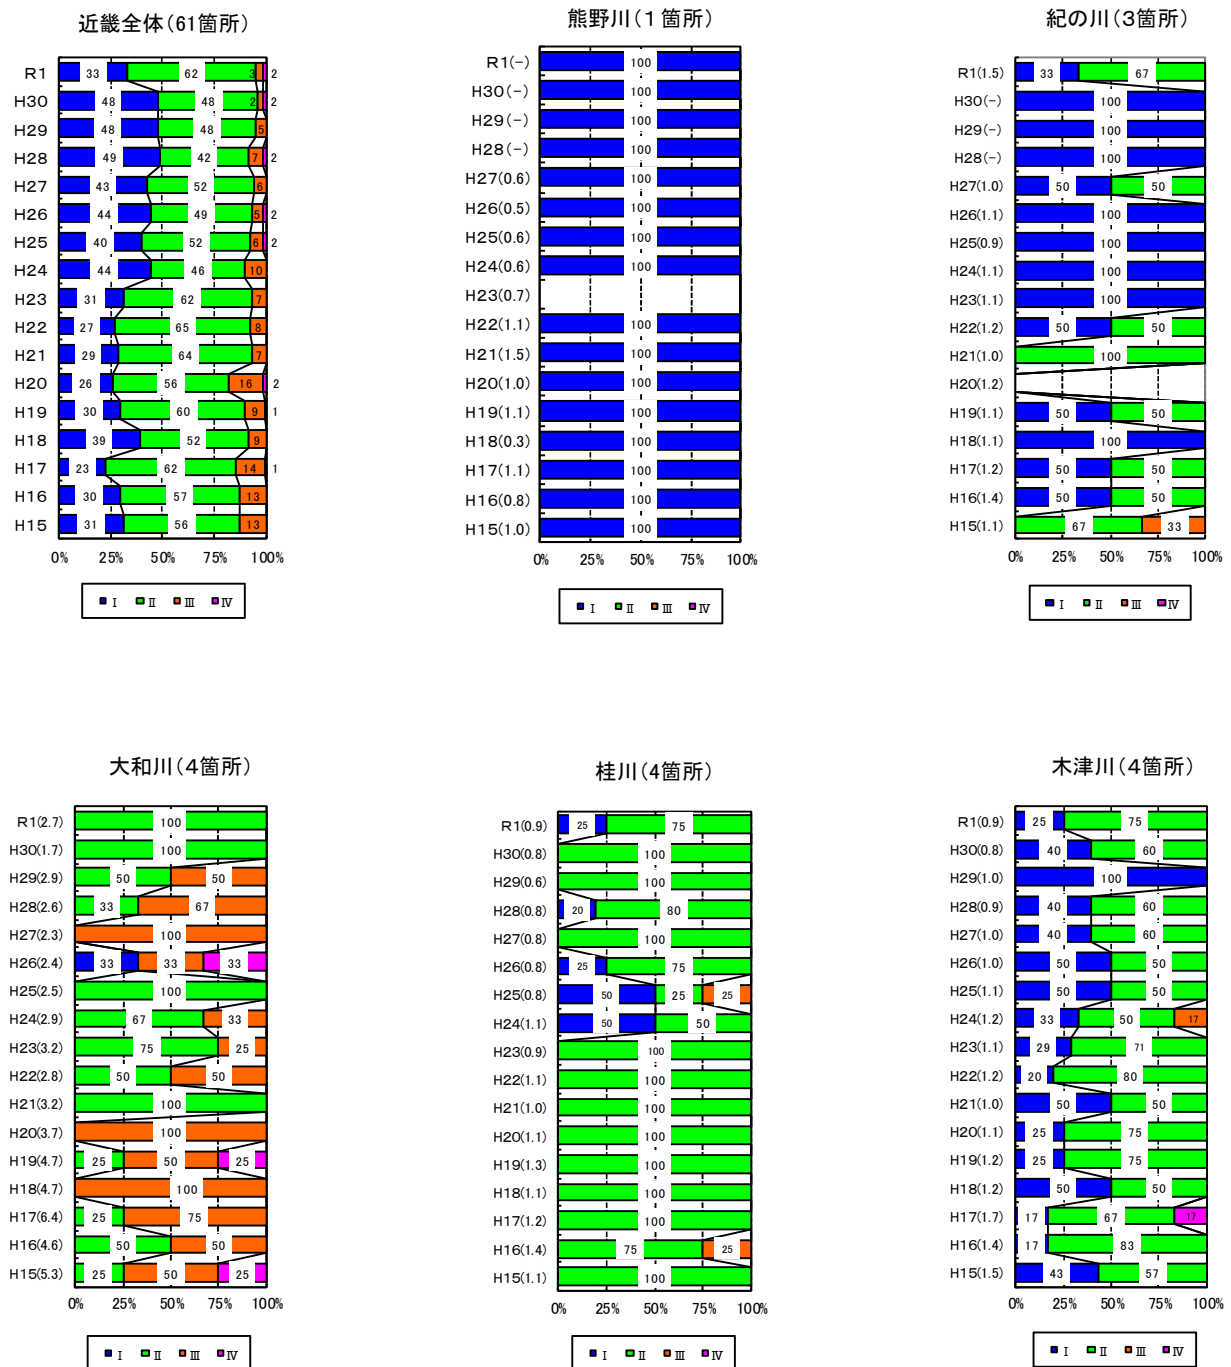 近畿全体(61箇所)
R1 33 62 3 2
H30 48 48 2 2
H29 48 48 5
H28 49 42 7 2
H27 43 52 6
H26 44 49 5 2
H25 40 52 6 2
H24 44 46 10
H23 31 62 7
H22 27 65 8
H21 29 64 7
H20 26 56 16 2
H19 30 60 9 1
H18 39 52 9
H17 23 62 14 1
H16 30 57 13
H15 31 56 13
0% 25% 50% 75% 100%
Ⅰ Ⅱ Ⅲ Ⅳ
熊野川(1箇所)
R1(-) 100
H30(-) 100
H29(-) 100
H28(-) 100
H27(0.6) 100
H26(0.5) 100
H25(0.6) 100
H24(0.6) 100
H23(0.7)
H22(1.1) 100
H21(1.5) 100
H20(1.0) 100
H19(1.1) 100
H18(0.3) 100
H17(1.1) 100
H16(0.8) 100
H15(1.0) 100
0% 25% 50% 75% 100%
Ⅰ Ⅱ Ⅲ Ⅳ
紀の川(3箇所)
R1(1.5) 33 67
H30(-) 100
H29(-) 100
H28(-) 100
H27(1.0) 50 50
H26(1.1) 100
H25(0.9) 100
H24(1.1) 100
H23(1.1) 100
H22(1.2) 50 50
H21(1.0) 100
H20(1.2)
H19(1.1) 50 50
H18(1.1) 100
H17(1.2) 50 50
H16(1.4) 50 50
H15(1.1) 67 33
0% 25% 50% 75% 100%
Ⅰ Ⅱ Ⅲ Ⅳ
大和川(4箇所)
R1(2.7) 100
H30(1.7) 100
H29(2.9) 50 50
H28(2.6) 33 67
H27(2.3) 100
H26(2.4) 33 33 33
H25(2.5) 100
H24(2.9) 67 33
H23(3.2) 75 25
H22(2.8) 50 50
H21(3.2) 100
H20(3.7) 100
H19(4.7) 25 50 25
H18(4.7) 100
H17(6.4) 25 75
H16(4.6) 50 50
H15(5.3) 25 50 25
0% 25% 50% 75% 100%
Ⅰ Ⅱ Ⅲ Ⅳ
桂川(4箇所)
R1(0.9) 25 75
H30(0.8) 100
H29(0.6) 100
H28(0.8) 20 80
H27(0.8) 100
H26(0.8) 25 75
H25(0.8) 50 25 25
H24(1.1) 50 50
H23(0.9) 100
H22(1.1) 100
H21(1.0) 100
H20(1.1) 100
H19(1.3) 100
H18(1.1) 100
H17(1.2) 100
H16(1.4) 75 25
H15(1.1) 100
0% 25% 50% 75% 100%
Ⅰ Ⅱ Ⅲ Ⅳ
木津川(4箇所)
R1(0.9) 25 75
H30(0.8) 40 60
H29(1.0) 100
H28(0.9) 40 60
H27(1.0) 40 60
H26(1.0) 50 50
H25(1.1) 50 50
H24(1.2) 33 50 17
H23(1.1) 29 71
H22(1.2) 20 80
H21(1.0) 50 50
H20(1.1) 25 75
H19(1.2) 25 75
H18(1.2) 50 50
H17(1.7) 17 67 17
H16(1.4) 17 83
H15(1.5) 43 57
0% 25% 50% 75% 100%
Ⅰ Ⅱ Ⅲ Ⅳ